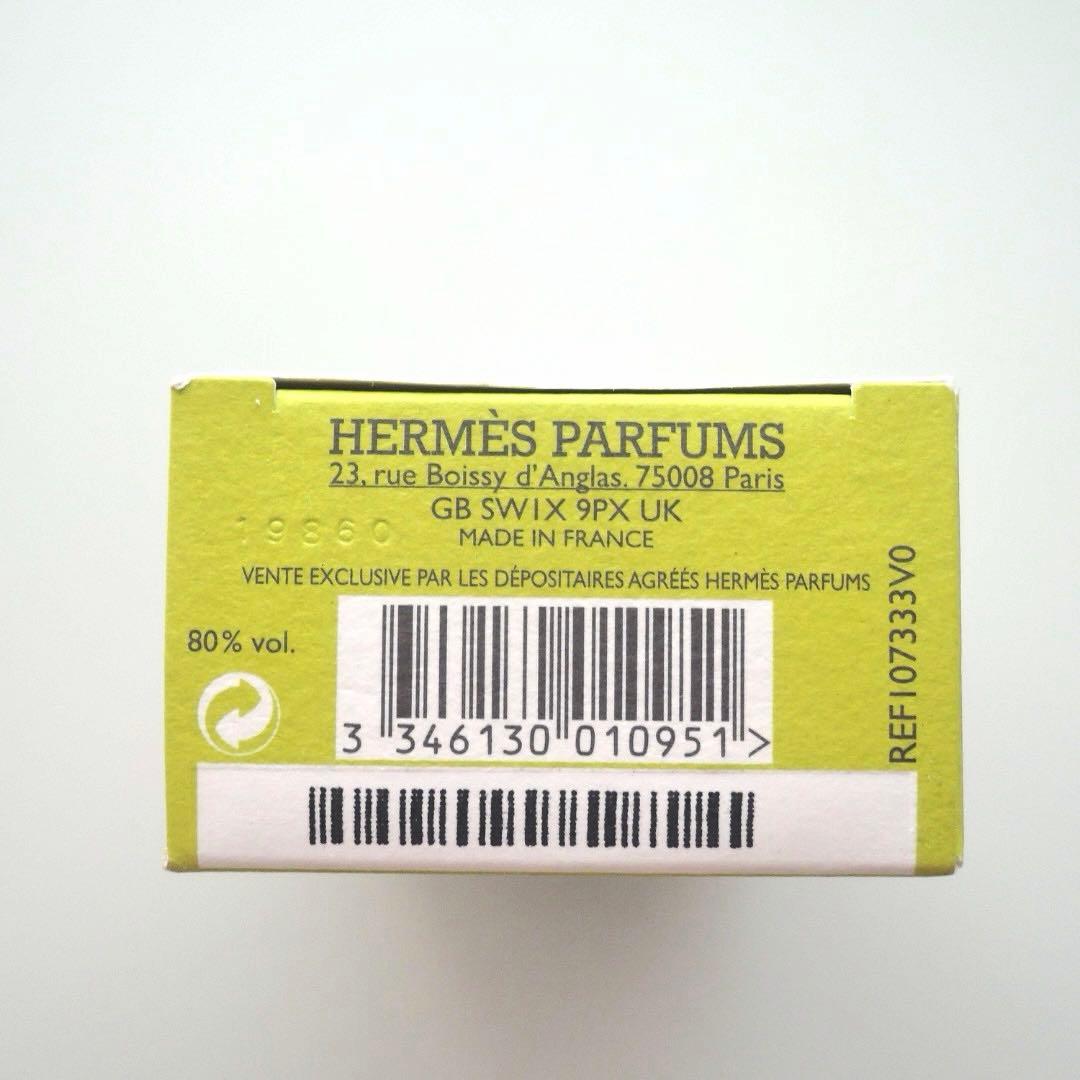 HERMÈS PARFUMS
23, rue Boissy d'Anglas. 75008 Paris
GB SW1X 9PX UK
19860
MADE IN FRANCE
VENTE EXCLUSIVE PAR LES DÉPOSITAIRES AGRÉÉS HERMÈS PARFUMS
80% vol.
3 346130 010951 >
REF107333V0